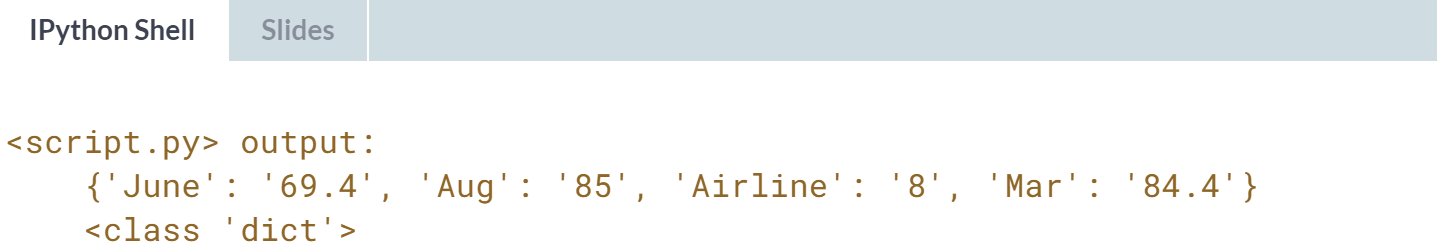 IPython Shell
Slides
<script.py> output:
{'June': '69.4', 'Aug': '85', 'Airline': '8', 'Mar': '84.4'}
<class 'dict'>